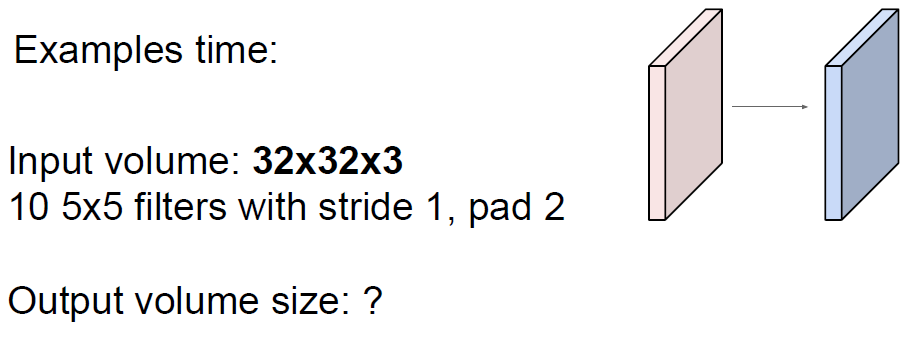 Examples time:
Input volume: 32x32x3
10 5x5 filters with stride 1, pad 2
Output volume size: ?